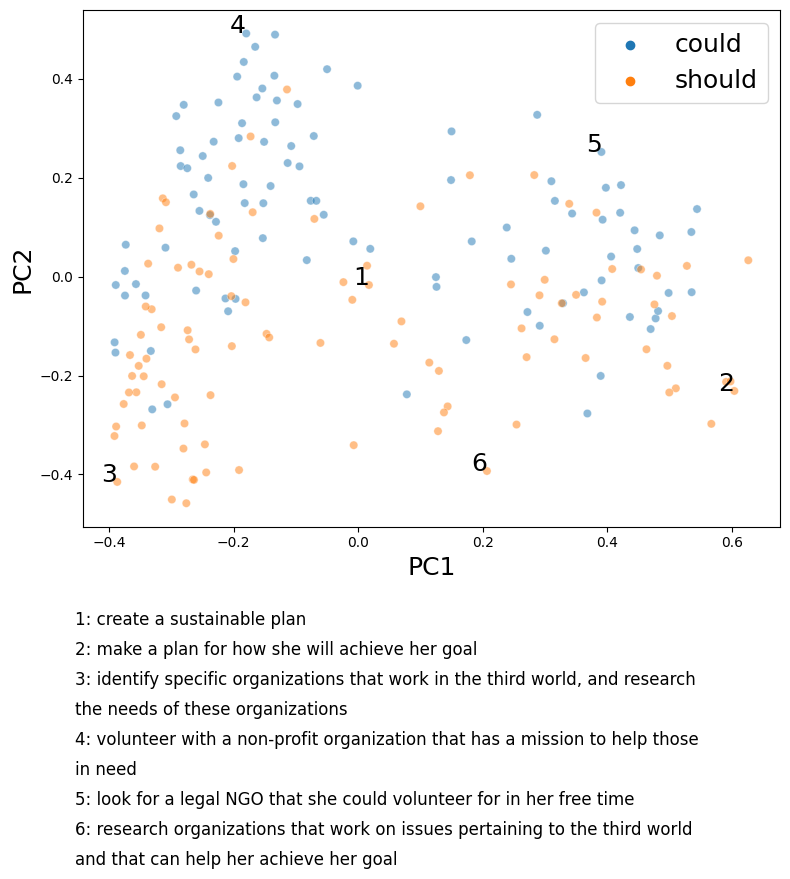 4
could
should
5
1
2
3
6
0.4
0.2
0.0
−0.2
−0.4
PC2
−0.4
−0.2
0.0
0.2
0.4
0.6
PC1
1: create a sustainable plan
2: make a plan for how she will achieve her goal
3: identify specific organizations that work in the third world, and research
the needs of these organizations
4: volunteer with a non-profit organization that has a mission to help those
in need
5: look for a legal NGO that she could volunteer for in her free time
6: research organizations that work on issues pertaining to the third world
and that can help her achieve her goal